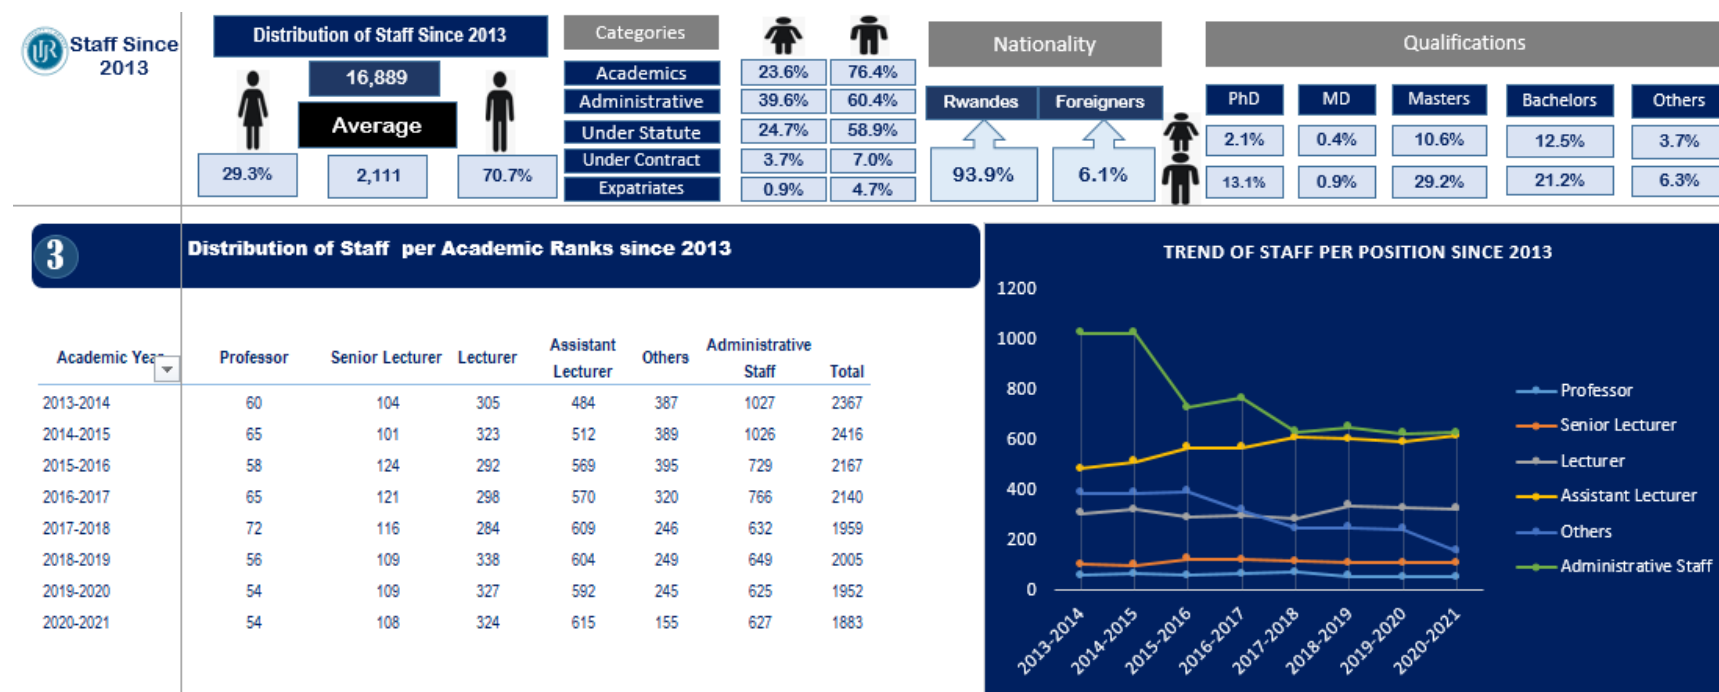 UR
Staff Since
2013
Distribution of Staff Since 2013
16,889
Average
29.3%
2,111
70.7%
Categories
Academics 23.6% 76.4%
Administrative 39.6% 60.4%
Under Statute 24.7% 58.9%
Under Contract 3.7% 7.0%
Expatriates 0.9% 4.7%
Nationality
Rwandes Foreigners
93.9% 6.1%
Qualifications
PhD MD Masters Bachelors Others
2.1% 0.4% 10.6% 12.5% 3.7%
13.1% 0.9% 29.2% 21.2% 6.3%
3 Distribution of Staff per Academic Ranks since 2013
Academic Year Professor Senior Lecturer Lecturer Assistant Lecturer Others Administrative Staff Total
2013-2014 60 104 305 484 387 1027 2367
2014-2015 65 101 323 512 389 1026 2416
2015-2016 58 124 292 569 395 729 2167
2016-2017 65 121 298 570 320 766 2140
2017-2018 72 116 284 609 246 632 1959
2018-2019 56 109 338 604 249 649 2005
2019-2020 54 109 327 592 245 625 1952
2020-2021 54 108 324 615 155 627 1883
TREND OF STAFF PER POSITION SINCE 2013
1200
1000
800
600
400
200
0
2013-2014
2014-2015
2015-2016
2016-2017
2017-2018
2018-2019
2019-2020
2020-2021
Professor
Senior Lecturer
Lecturer
Assistant Lecturer
Others
Administrative Staff